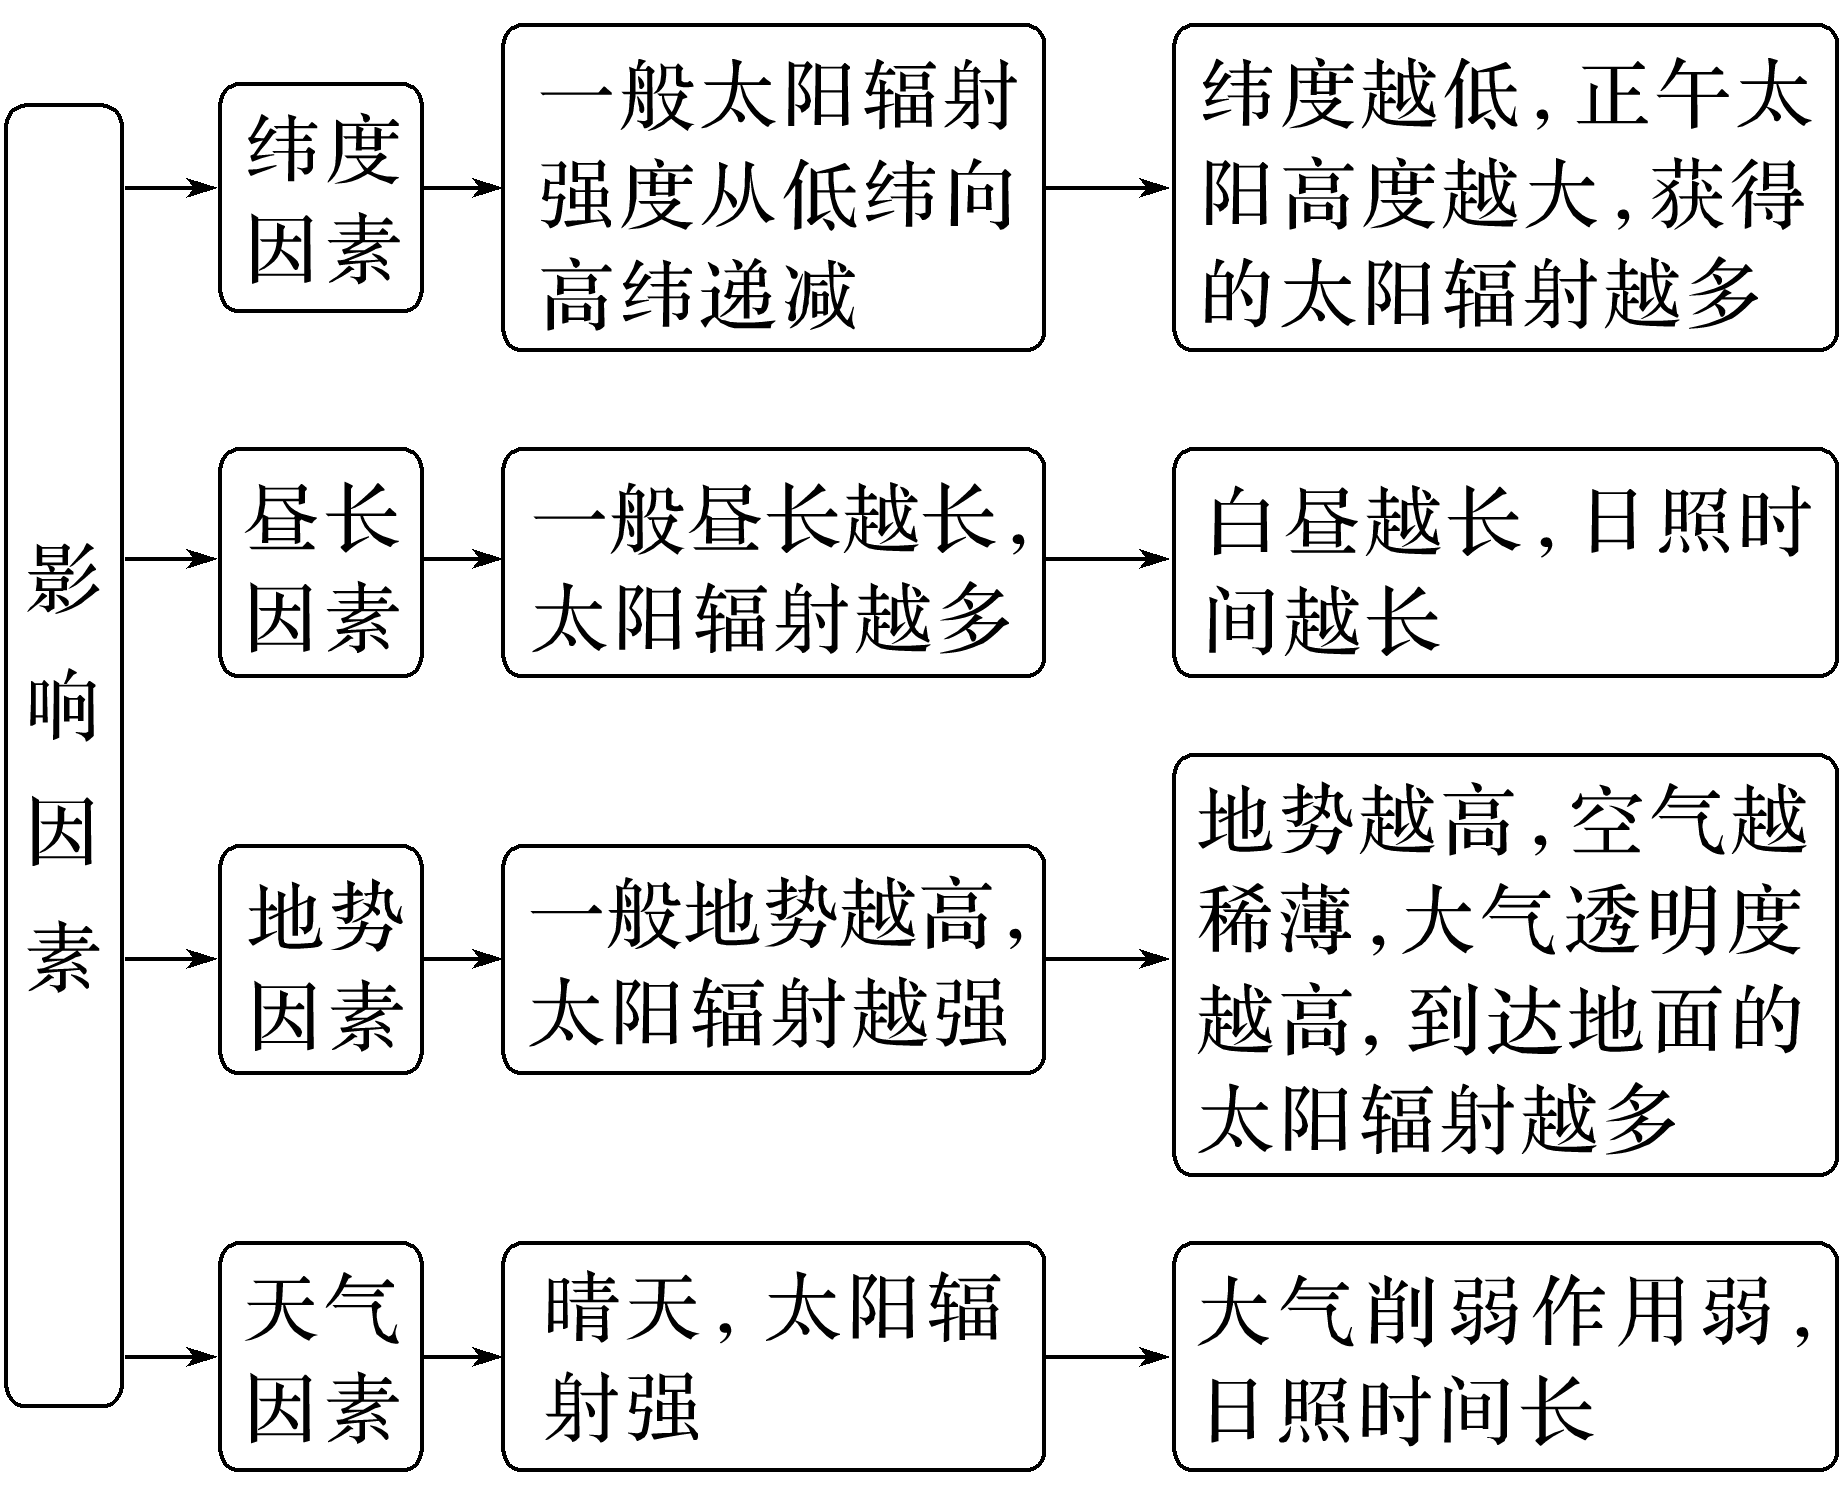 影响因素
纬度
因素
一般太阳辐射
强度从低纬向
高纬递减
纬度越低,正午太
阳高度越大,获得
的太阳辐射越多
昼长
因素
一般昼长越长,
太阳辐射越多
白昼越长,日照时
间越长
地势
因素
一般地势越高,
太阳辐射越强
地势越高,空气越
稀薄,大气透明度
越高,到达地面的
太阳辐射越多
天气
因素
晴天,太阳辐
射强
大气削弱作用弱,
日照时间长